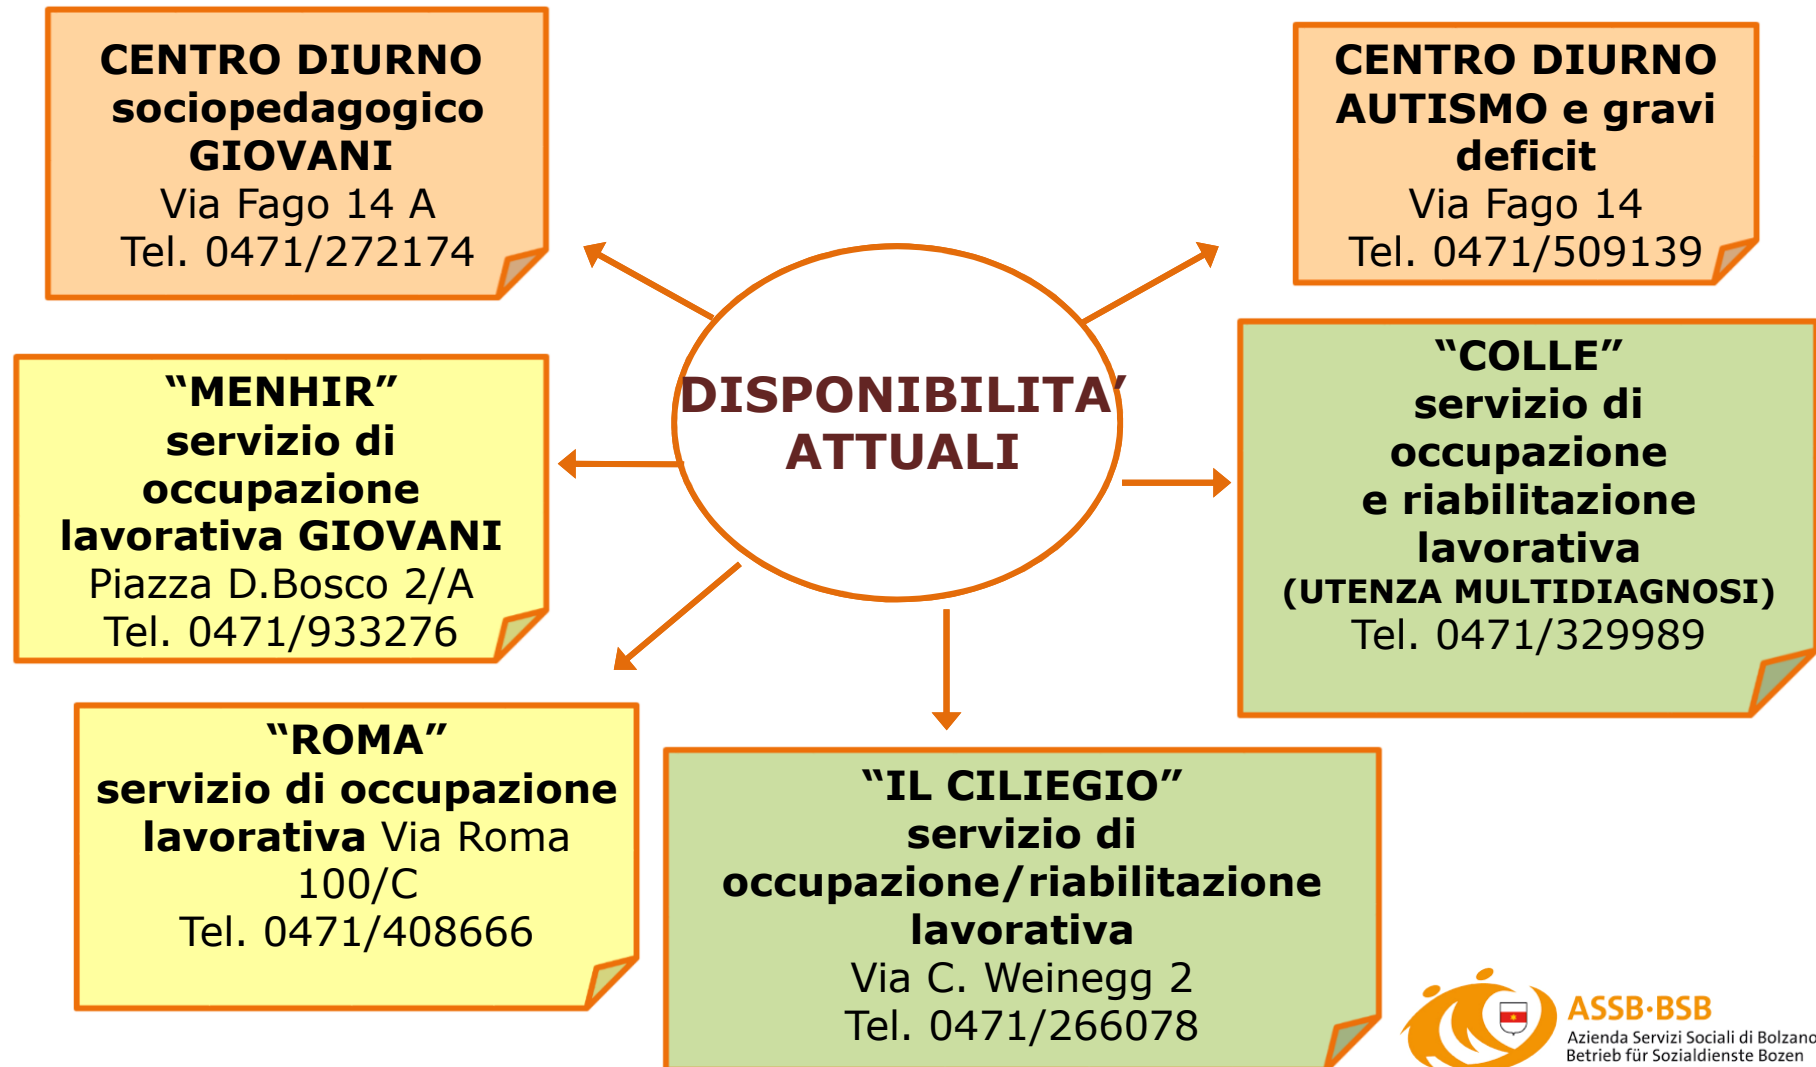 CENTRO DIURNO
sociopedagogico
GIOVANI
Via Fago 14 A
Tel. 0471/272174
CENTRO DIURNO
AUTISMO e gravi
deficit
Via Fago 14
Tel. 0471/509139
DISPONIBILITA’
ATTUALI
“MENHIR”
servizio di
occupazione
lavorativa GIOVANI
Piazza D.Bosco 2/A
Tel. 0471/933276
“COLLE”
servizio di
occupazione
e riabilitazione
lavorativa
(UTENZA MULTIDIAGNOSI)
Tel. 0471/329989
“ROMA”
servizio di occupazione
lavorativa Via Roma
100/C
Tel. 0471/408666
“IL CILIEGIO”
servizio di
occupazione/riabilitazione
lavorativa
Via C. Weinegg 2
Tel. 0471/266078
ASSB·BSB
Azienda Servizi Sociali di Bolzano
Betrieb für Sozialdienste Bozen